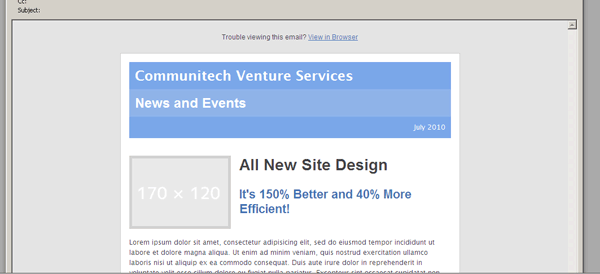 Cc:
Subject:
Trouble viewing this email? View in Browser
Communitech Venture Services
News and Events
July 2010
All New Site Design
170 × 120
It's 150% Better and 40% More
Efficient!
Lorem ipsum dolor sit amet, consectetur adipisicing elit, sed do eiusmod tempor incididunt ut
labore et dolore magna aliqua. Ut enim ad minim veniam, quis nostrud exercitation ullamco
laboris nisi ut aliquip ex ea commodo consequat. Duis aute irure dolor in reprehenderit in